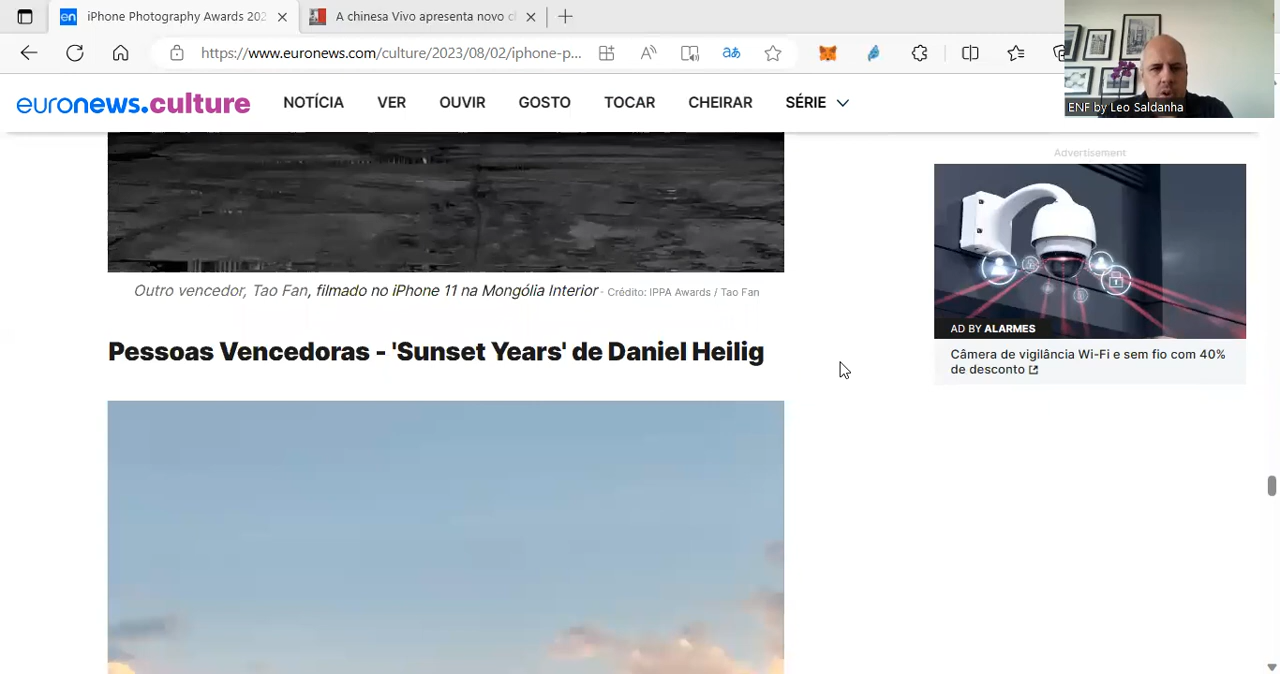 iPhone Photography Awards 202
A chinesa Vivo apresenta novo c
https://www.euronews.com/culture/2023/08/02/iphone-p...
ENF by Leo Saldanha
euronews.culture
NOTÍCIA VER OUVIR GOSTO TOCAR CHEIRAR SÉRIE
Advertisement
Outro vencedor, Tao Fan, filmado no iPhone 11 na Mongólia Interior - Crédito: IPPA Awards / Tao Fan
AD BY ALARMES
Câmera de vigilância Wi-Fi e sem fio com 40%
de desconto
Pessoas Vencedoras - 'Sunset Years' de Daniel Heilig